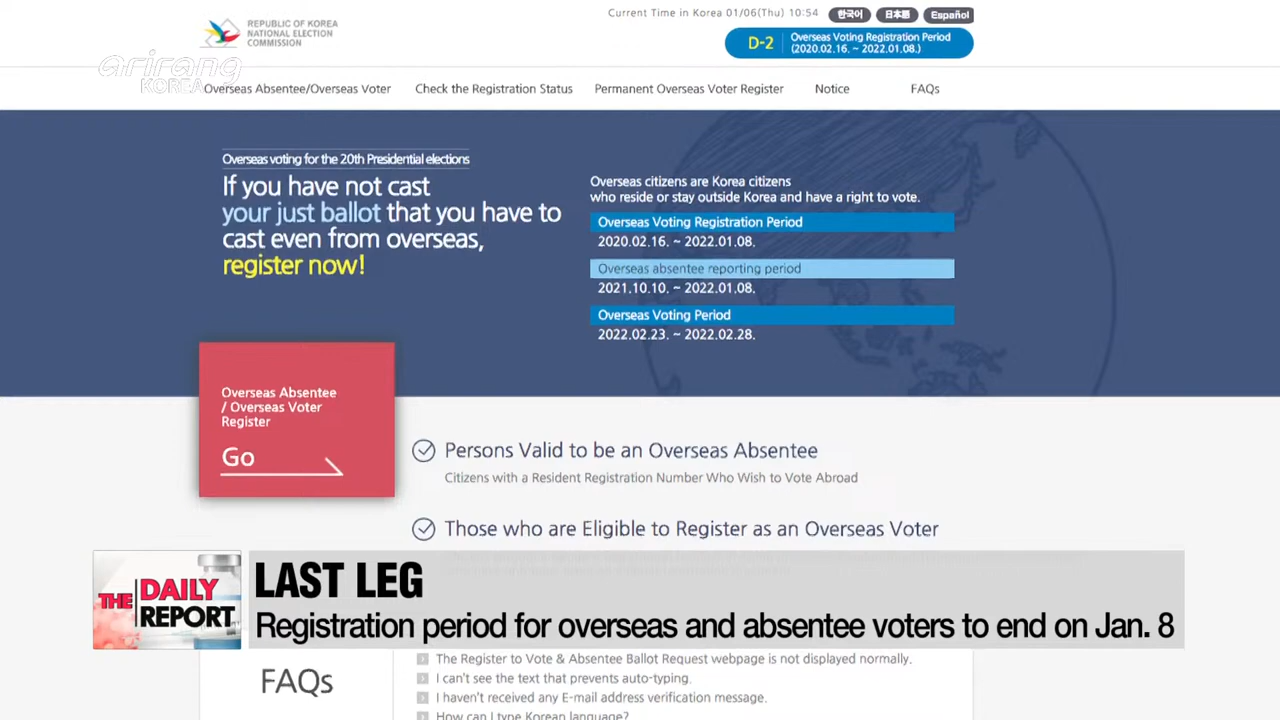 REPUBLIC OF KOREA
NATIONAL ELECTION
COMMISSION
Current Time in Korea 01/06(Thu) 10:54
한국어
日本語
Español
D-2
Overseas Voting Registration Period
(2020.02.16. ~ 2022.01.08.)
arirang
KOREA
Overseas Absentee/Overseas Voter
Check the Registration Status
Permanent Overseas Voter Register
Notice
FAQs
Overseas voting for the 20th Presidential elections
If you have not cast
your just ballot that you have to
cast even from overseas,
register now!
Overseas citizens are Korea citizens
who reside or stay outside Korea and have a right to vote.
Overseas Voting Registration Period
2020.02.16. ~ 2022.01.08.
Overseas absentee reporting period
2021.10.10. ~ 2022.01.08.
Overseas Voting Period
2022.02.23. ~ 2022.02.28.
Overseas Absentee
/ Overseas Voter
Register
Go
Persons Valid to be an Overseas Absentee
Citizens with a Resident Registration Number Who Wish to Vote Abroad
Those who are Eligible to Register as an Overseas Voter
THE DAILY
REPORT
LAST LEG
Registration period for overseas and absentee voters to end on Jan. 8
FAQs
The Register to Vote & Absentee Ballot Request webpage is not displayed normally.
I can't see the text that prevents auto-typing.
I haven't received any E-mail address verification message.
How can I type Korean language?